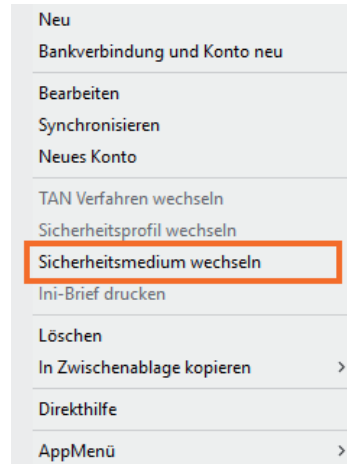 Neu
Bankverbindung und Konto neu
Bearbeiten
Synchronisieren
Neues Konto
TAN Verfahren wechseln
Sicherheitsprofil wechseln
Sicherheitsmedium wechseln
Ini-Brief drucken
Löschen
In Zwischenablage kopieren
Direkthilfe
AppMenü